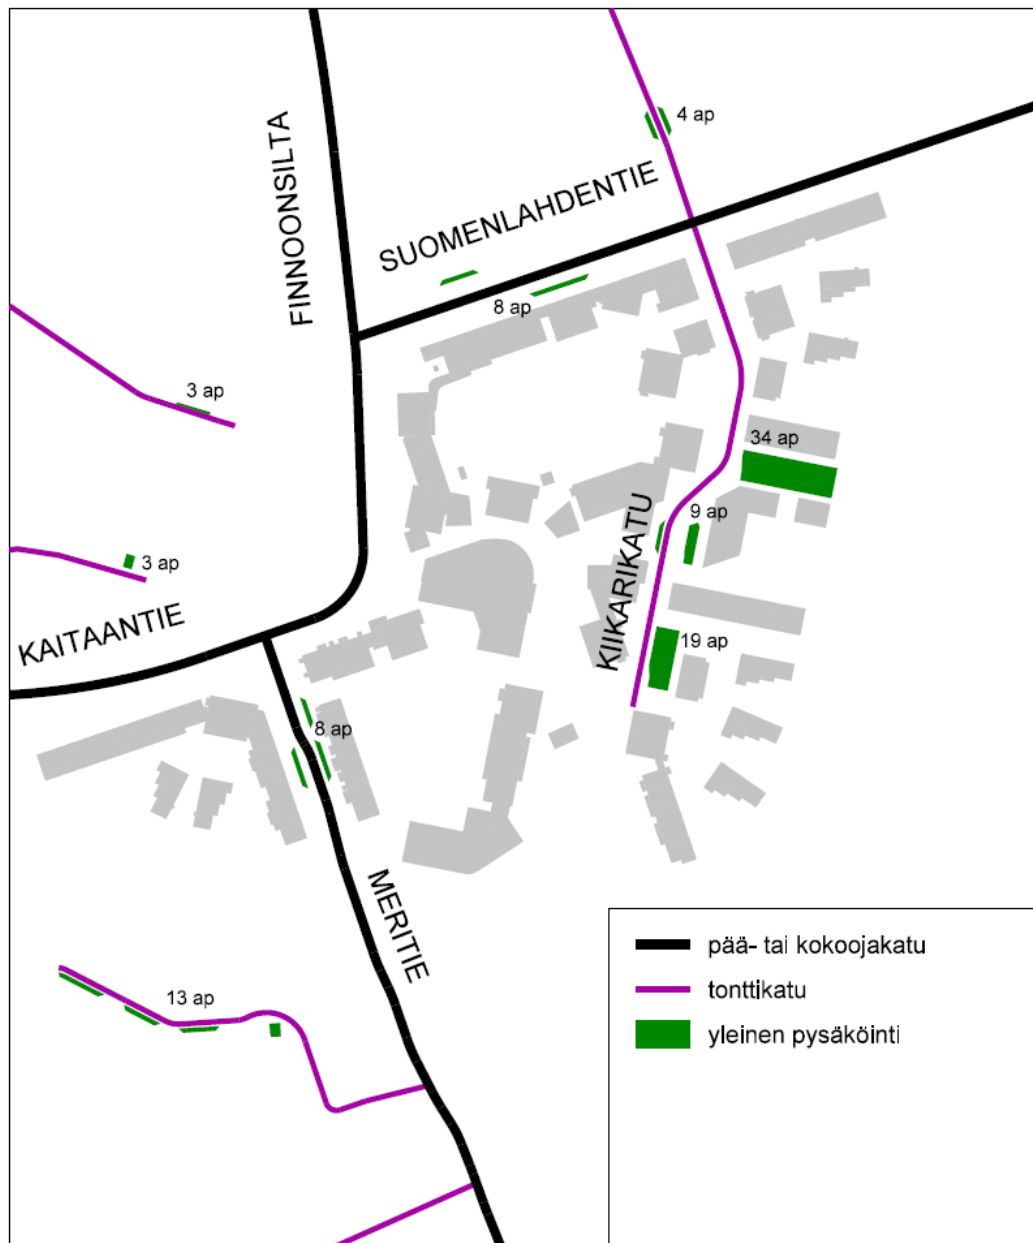 4 ap
FINNOONSILTA
SUOMENLAHDENTIE
8 ap
3 ap
34 ap
9 ap
KIIKARIKATU
3 ap
KAITAANTIE
19 ap
8 ap
MERITIE
13 ap
pää- tai kokoojakatu
tonttikatu
yleinen pysäköinti